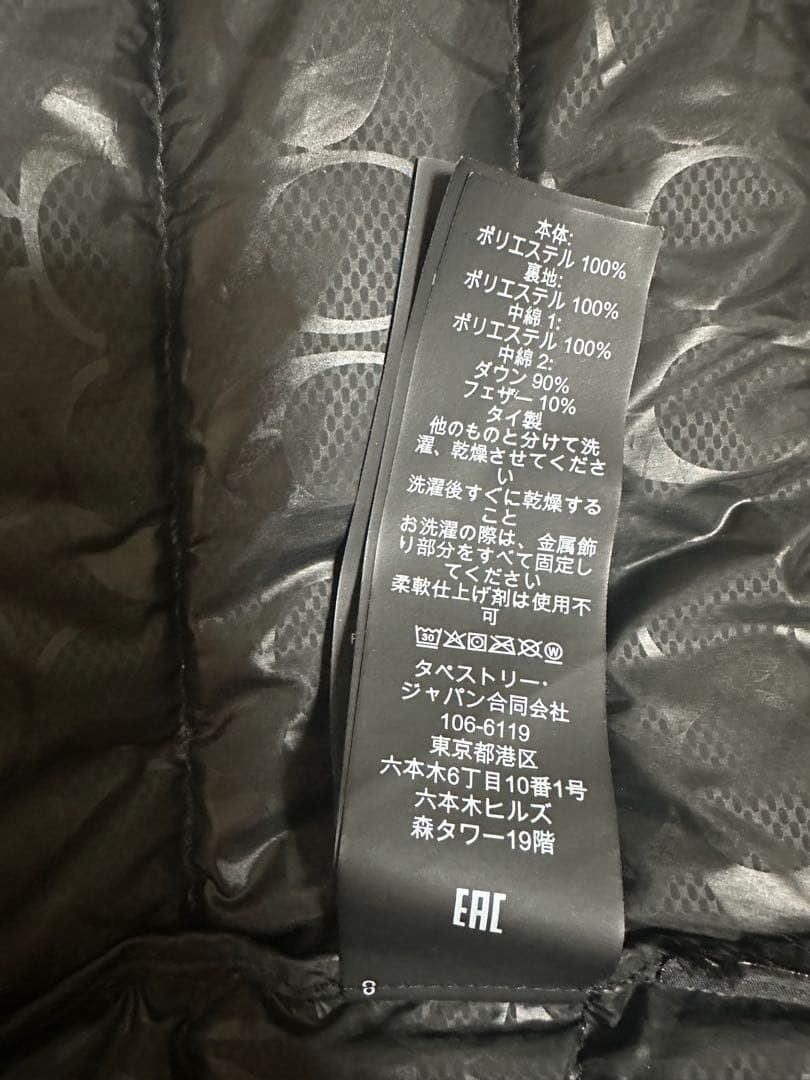 本体:
ポリエステル 100%
裏地:
ポリエステル 100%
中綿 1:
ポリエステル 100%
中綿 2:
ダウン 90%
フェザー 10%
タイ製
他のものと分けて洗
濯、乾燥させてくださ
い
洗濯後すぐに乾燥する
こと
お洗濯の際は、金属飾
り部分をすべて固定し
てください
柔軟仕上げ剤は使用不
可
30 W
タペストリー・
ジャパン合同会社
106-6119
東京都港区
六本木6丁目10番1号
六本木ヒルズ
森タワー19階
EAC
8